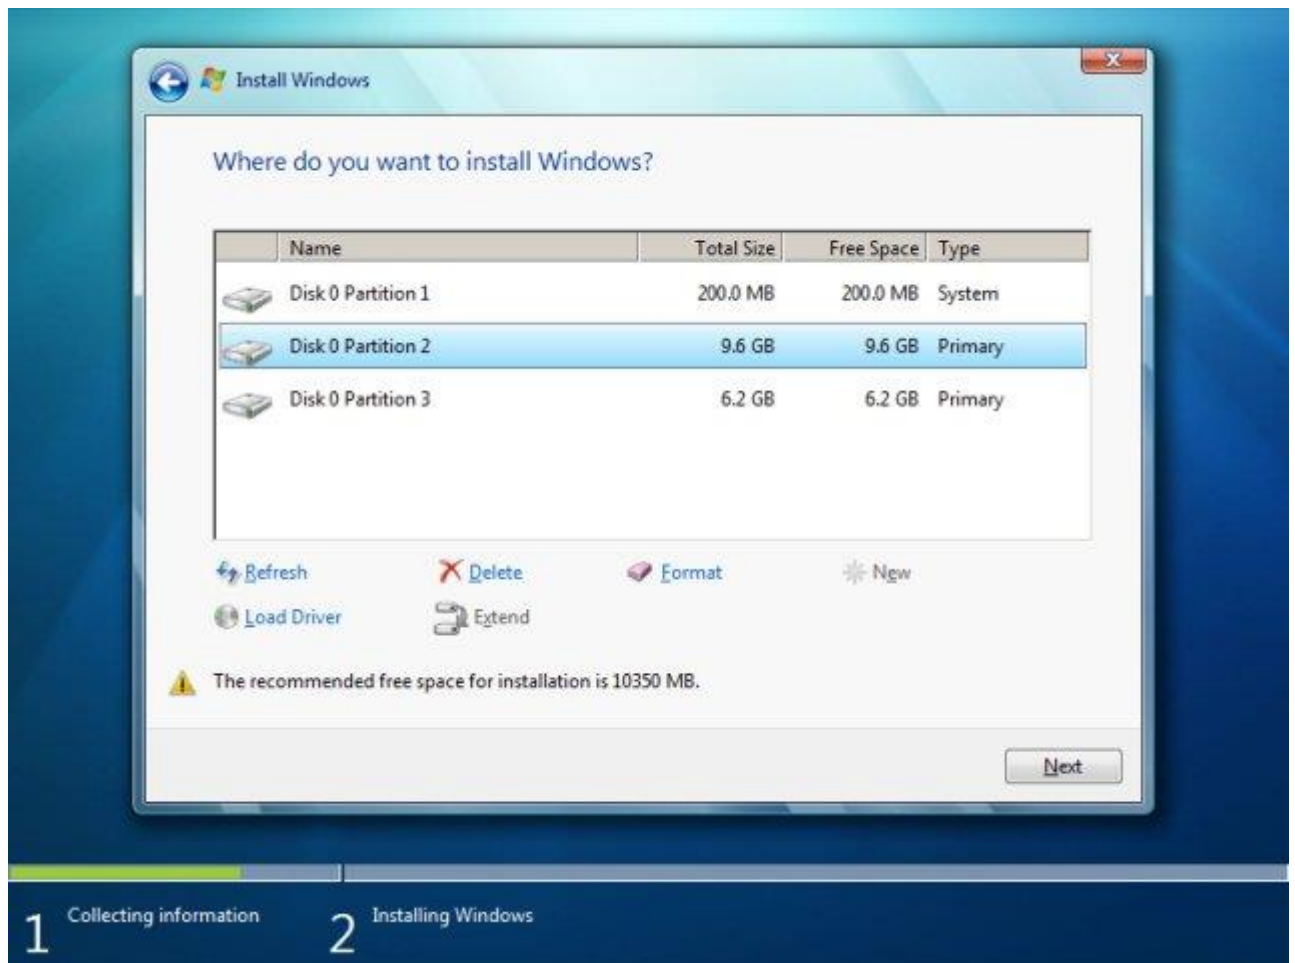 Install Windows
Where do you want to install Windows?
Name Total Size Free Space Type
Disk 0 Partition 1 200.0 MB 200.0 MB System
Disk 0 Partition 2 9.6 GB 9.6 GB Primary
Disk 0 Partition 3 6.2 GB 6.2 GB Primary
Refresh Delete Format New
Load Driver Extend
The recommended free space for installation is 10350 MB.
Next
1 Collecting information 2 Installing Windows